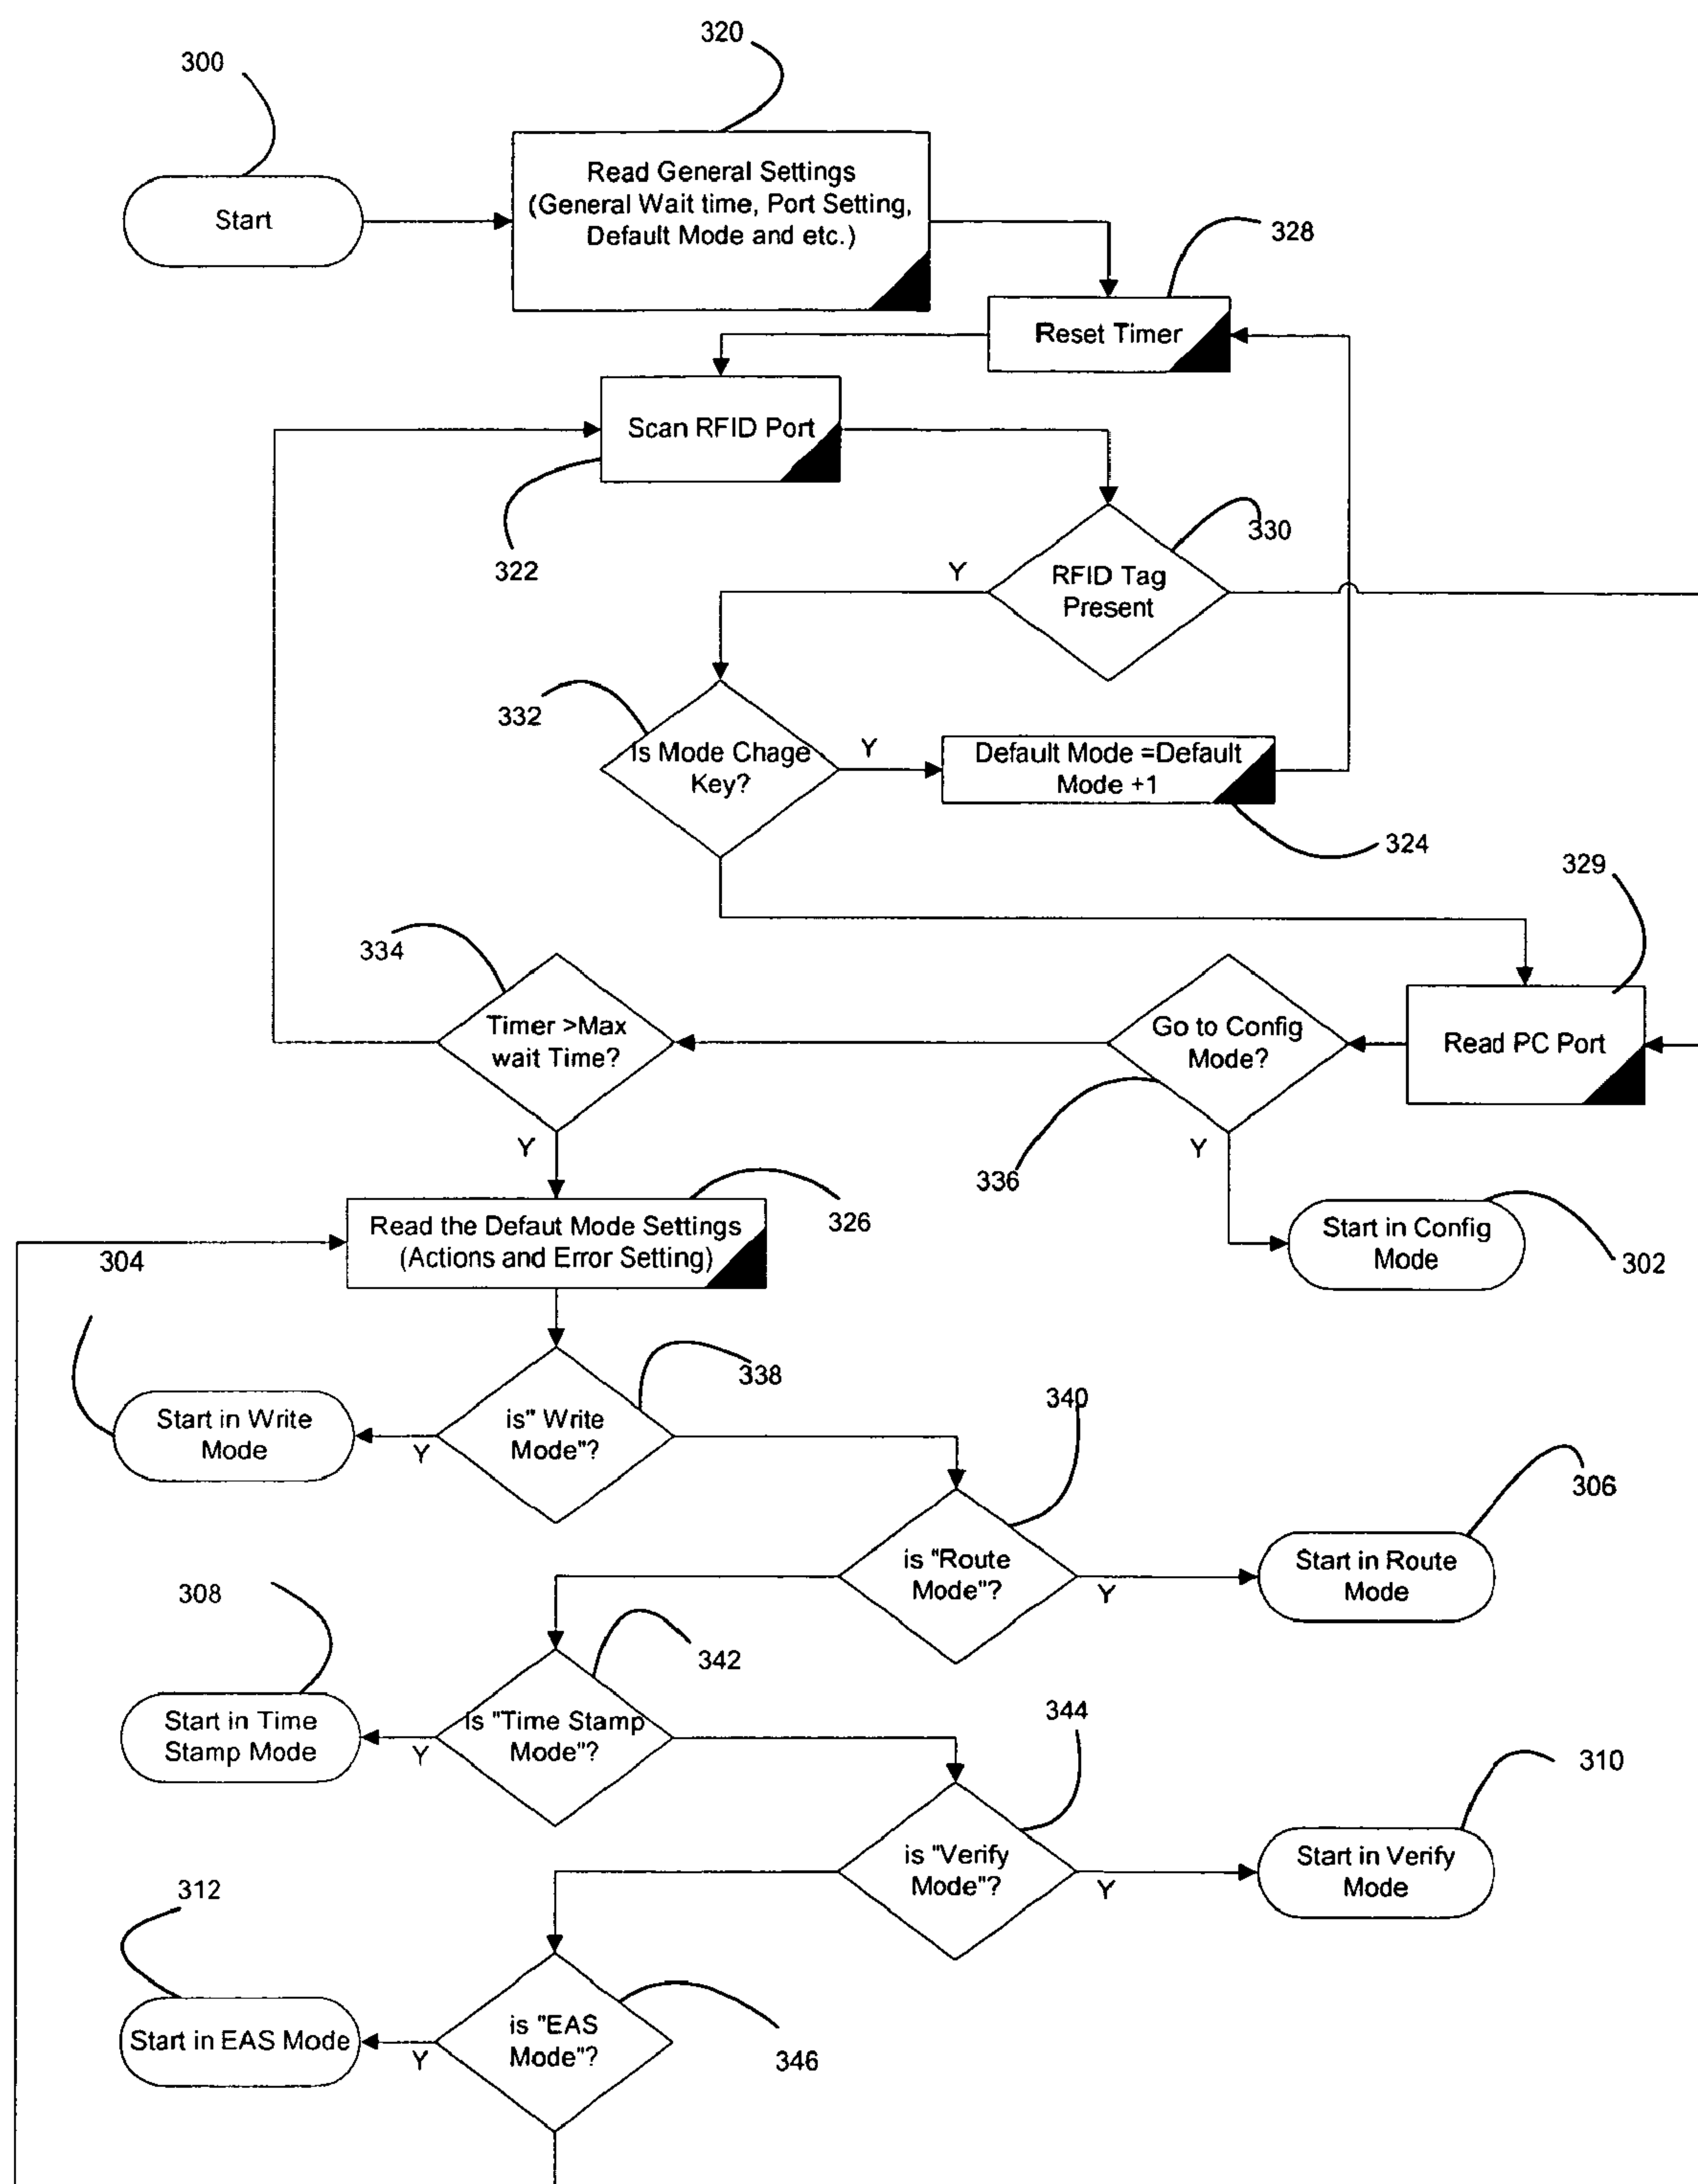 320
300
Read General Settings
(General Wait time, Port Setting,
Default Mode and etc.)
Start
328
Reset Timer
Scan RFID Port
330
322
Y
RFID Tag
Present
332
Is Mode Chage
Key?
Y
Default Mode =Default
Mode +1
324
329
334
Timer >Max
wait Time?
Go to Config
Mode?
Read PC Port
Y
Y
336
326
Read the Defaut Mode Settings
(Actions and Error Setting)
Start in Config
Mode
302
304
338
340
Start in Write
Mode
Y
is" Write
Mode"?
306
is "Route
Mode"?
Y
Start in Route
Mode
308
342
Start in Time
Stamp Mode
Y
Is "Time Stamp
Mode"?
344
310
is "Verify
Mode"?
Y
Start in Verify
Mode
312
Start in EAS Mode
Y
is "EAS
Mode"?
346